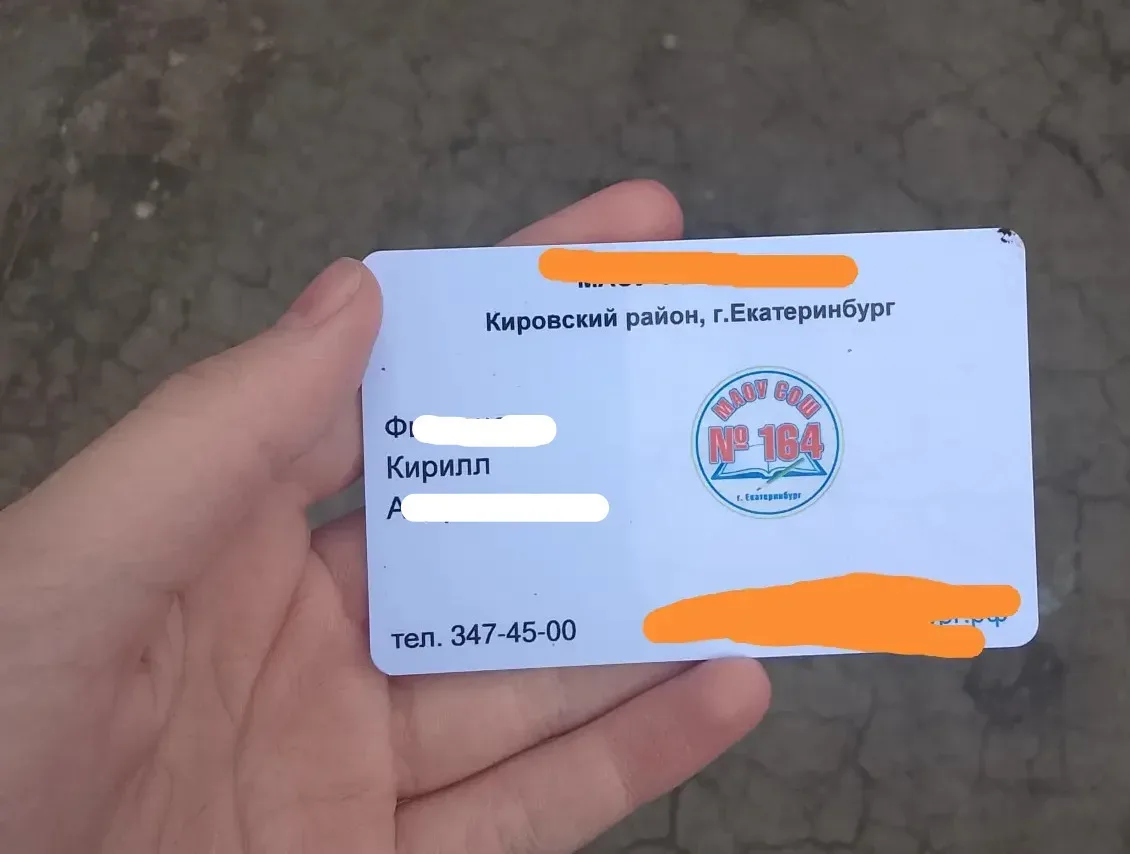 Кировский район, г.Екатеринбург
МАОУ СОШ
№ 164
г. Екатеринбург
Кирилл
тел. 347-45-00